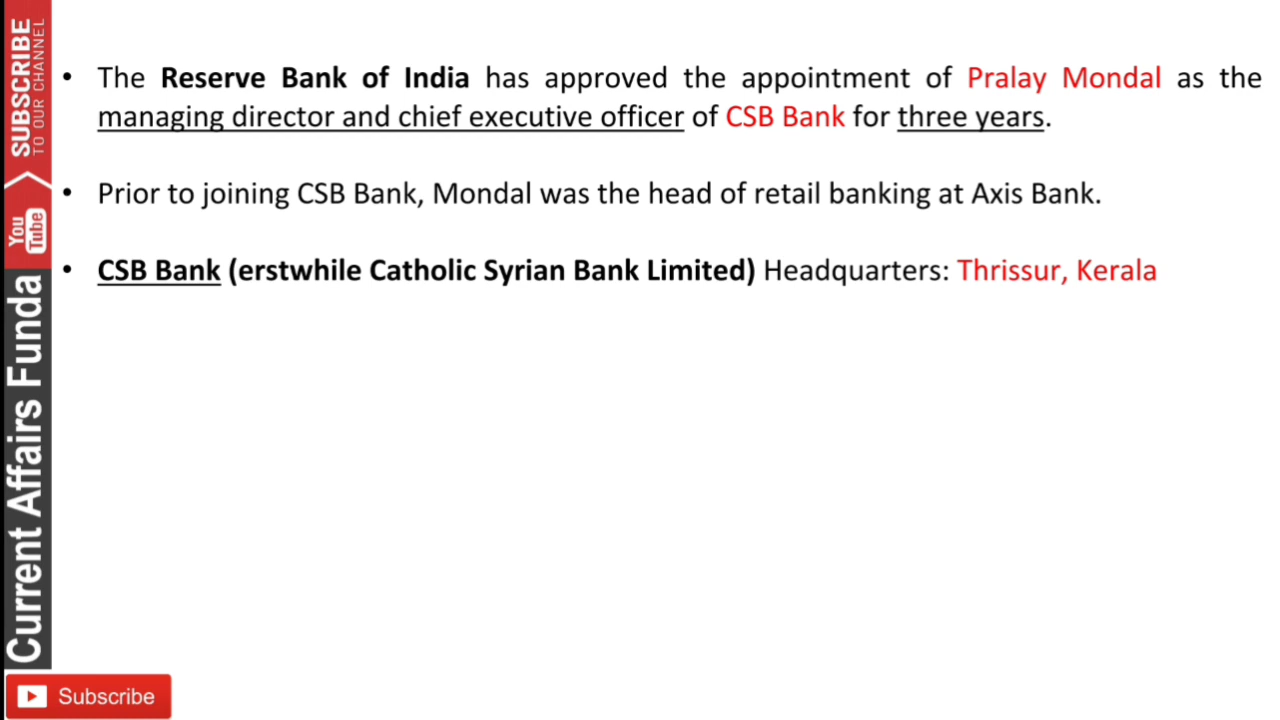 • The Reserve Bank of India has approved the appointment of Pralay Mondal as the
managing director and chief executive officer of CSB Bank for three years.
• Prior to joining CSB Bank, Mondal was the head of retail banking at Axis Bank.
• CSB Bank (erstwhile Catholic Syrian Bank Limited) Headquarters: Thrissur, Kerala
SUBSCRIBE
TO OUR CHANNEL
You
Tube
Current Affairs Funda
Subscribe